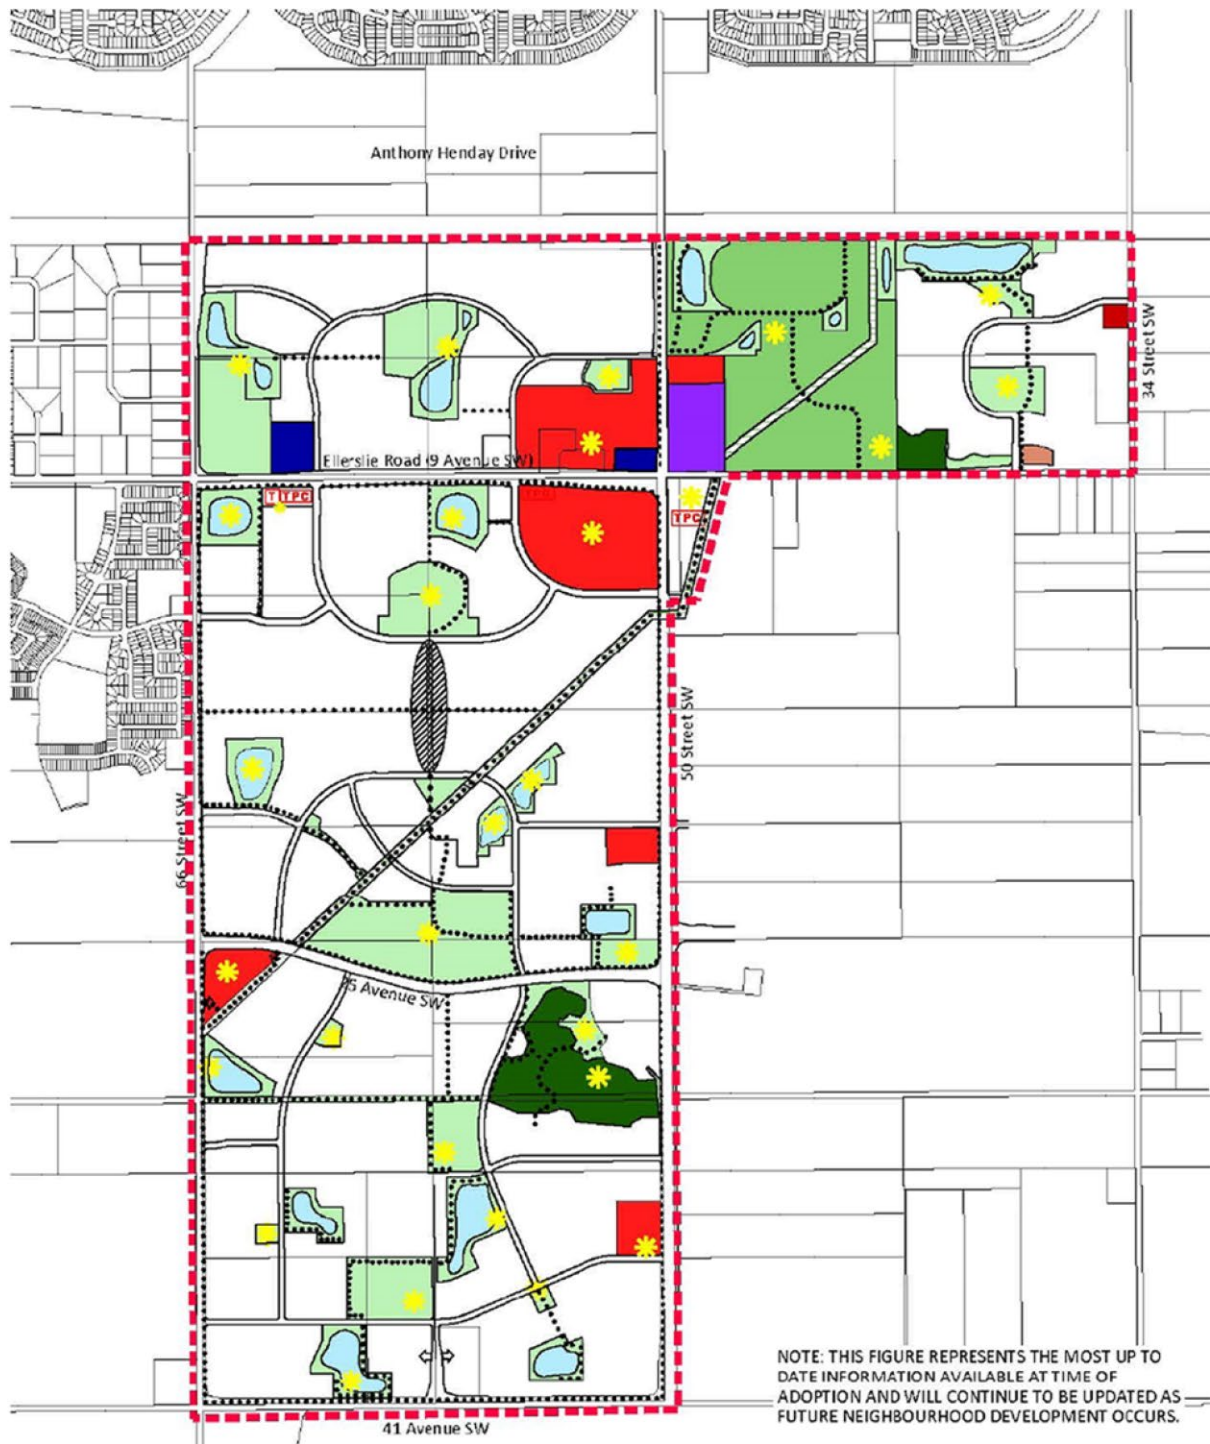 Anthony Henday Drive
34 Street SW
Ellerslie Road (9 Avenue SW)
T TPC
TPC
TPC
50 Street SW
66 Street SW
25 Avenue SW
NOTE: THIS FIGURE REPRESENTS THE MOST UP TO
DATE INFORMATION AVAILABLE AT TIME OF
ADOPTION AND WILL CONTINUE TO BE UPDATED AS
FUTURE NEIGHBOURHOOD DEVELOPMENT OCCURS.
41 Avenue SW